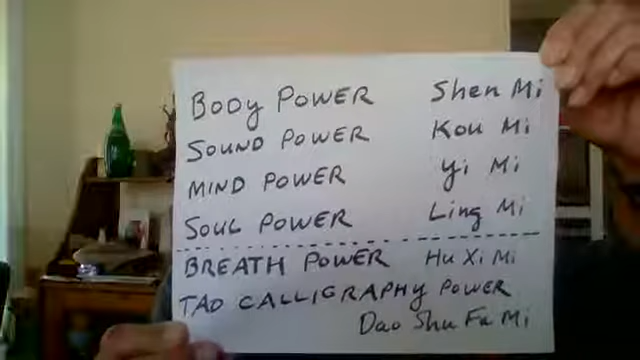 BODY POWER Shen Mi
SOUND POWER Kou Mi
MIND POWER Yi Mi
SOUL POWER Ling Mi
BREATH POWER Hu Xi Mi
TAO CALLIGRAPHY POWER
Dao Shu Fa Mi